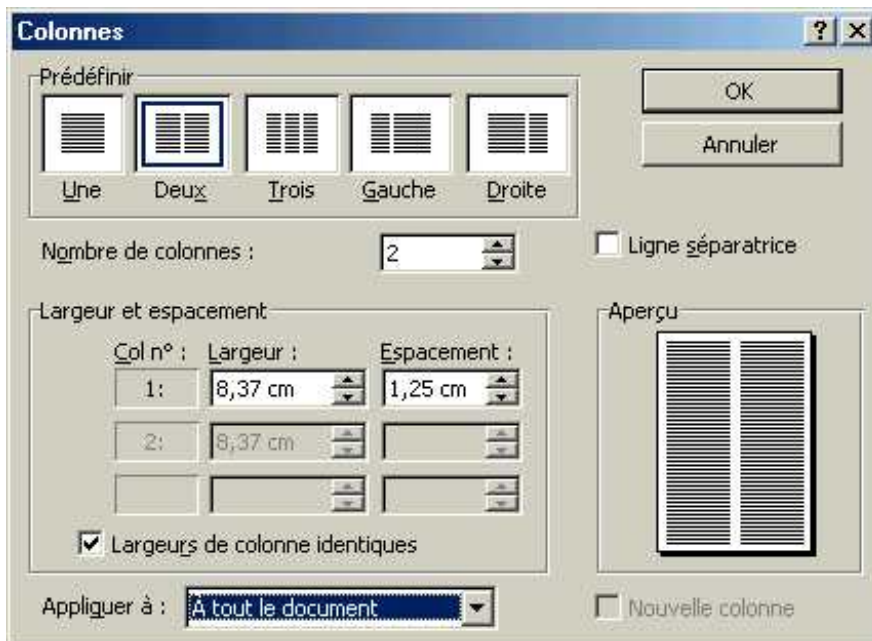 Colonnes
Prédéfinir
Une Deux Trois Gauche Droite
OK
Annuler
Nombre de colonnes : 2
Ligne séparatrice
Largeur et espacement
Col n° : Largeur : Espacement :
1: 8,37 cm 1,25 cm
2: 8,37 cm
Largeurs de colonne identiques
Aperçu
Appliquer à : À tout le document
Nouvelle colonne